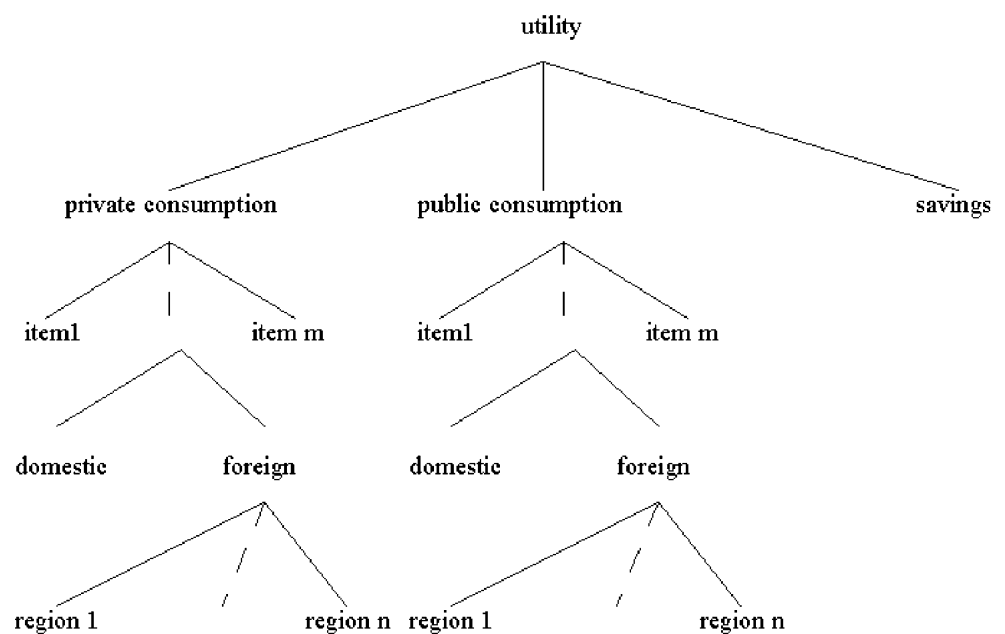 utility
private consumption
public consumption
savings
item1
item m
item1
item m
domestic
foreign
domestic
foreign
region 1
region n
region 1
region n